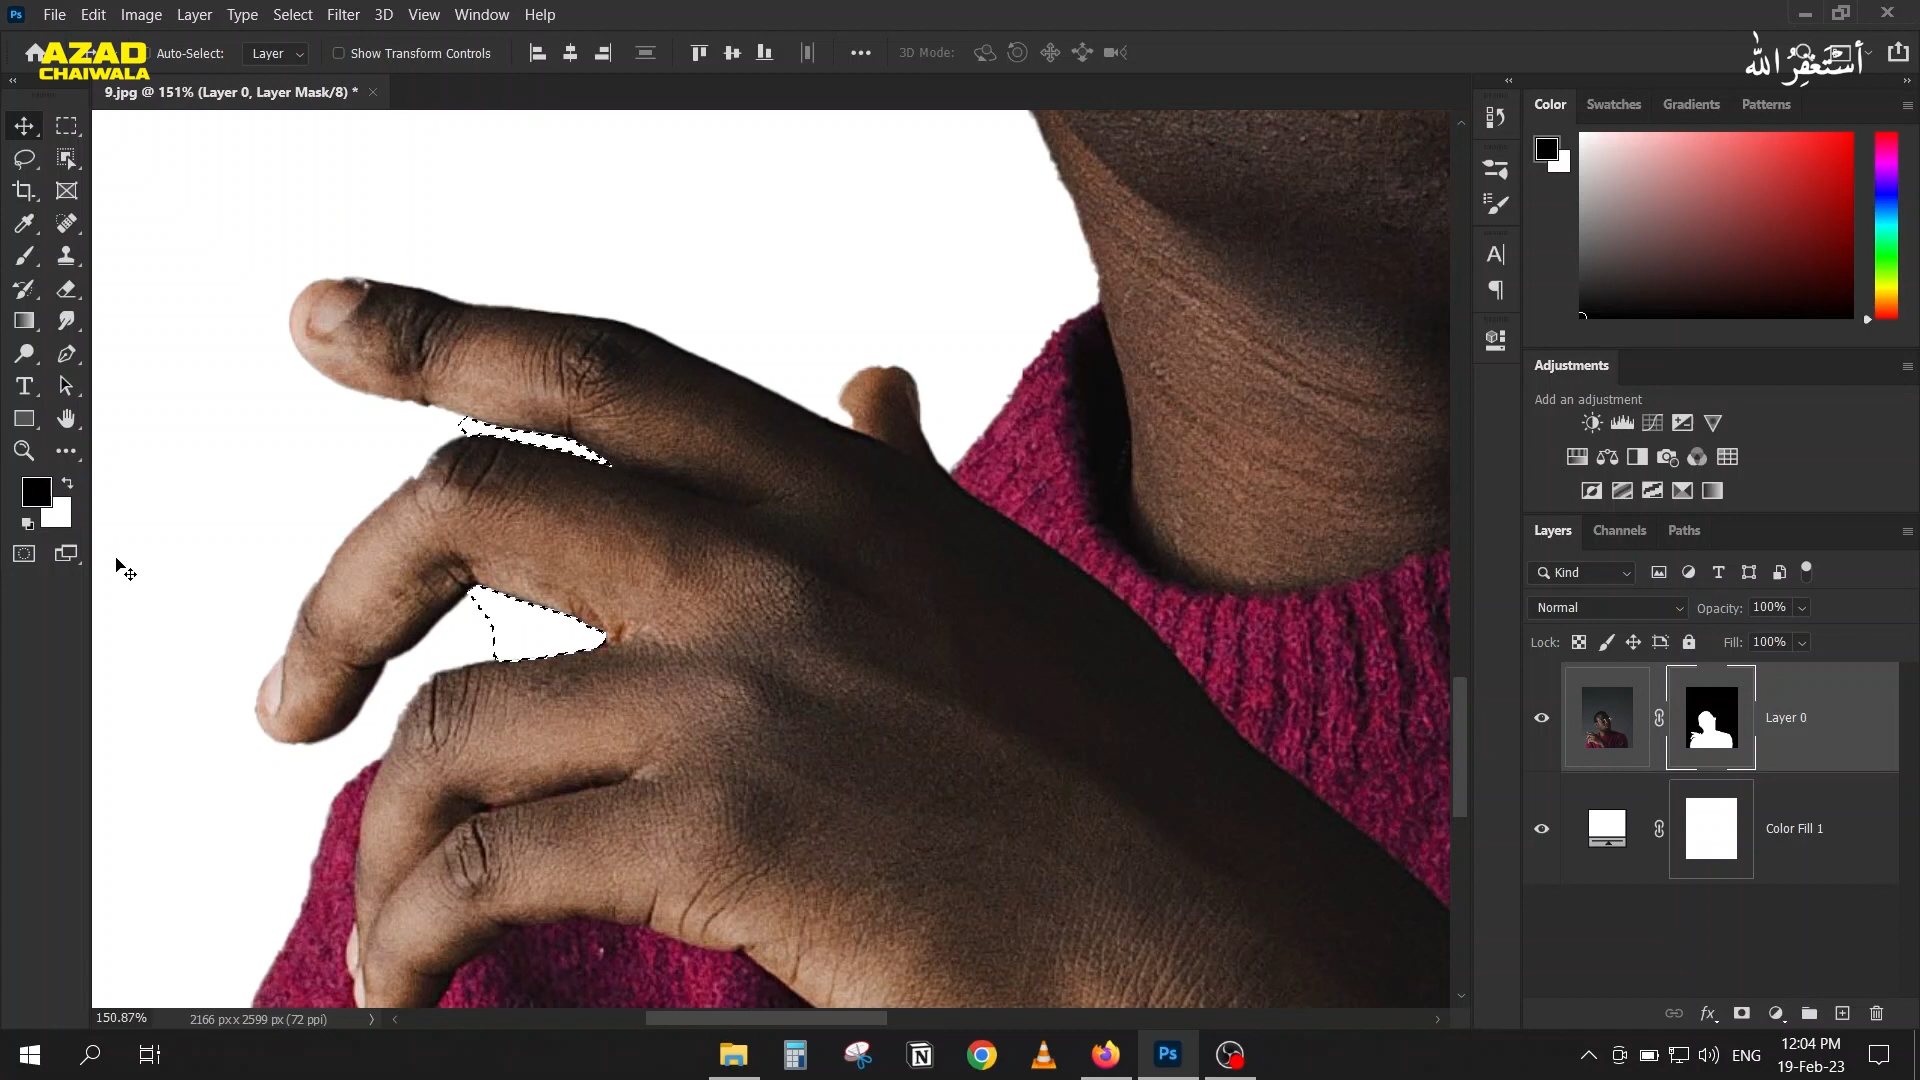 File Edit Image Layer Type Select Filter 3D View Window Help
AZAD
CHAIWALA
Auto-Select: Layer Show Transform Controls 3D Mode:
أستغفر الله
9.jpg @ 151% (Layer 0, Layer Mask/8) *
Color Swatches Gradients Patterns
Adjustments
Add an adjustment
Layers Channels Paths
Kind
Normal Opacity: 100%
Lock: Fill: 100%
Layer 0
Color Fill 1
150.87% 2166 px x 2599 px (72 ppi)
ENG
12:04 PM
19-Feb-23